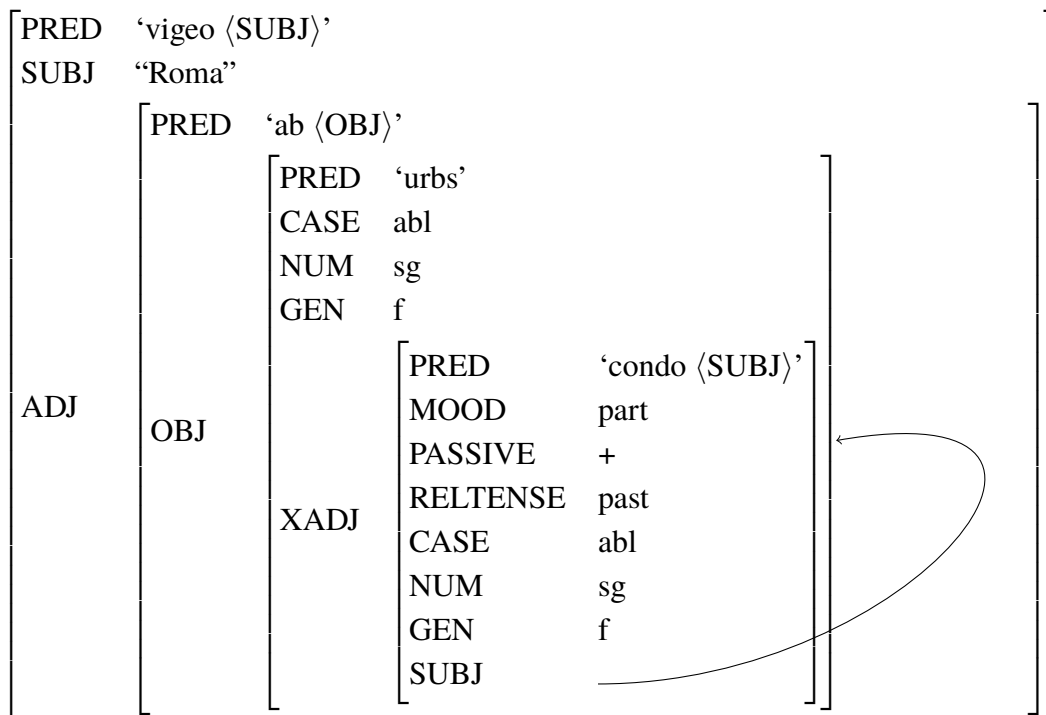 PRED ‘vigeo ⟨SUBJ⟩’
SUBJ “Roma”
PRED ‘ab ⟨OBJ⟩’
PRED ‘urbs’
CASE abl
NUM sg
GEN f
PRED ‘condo ⟨SUBJ⟩’
ADJ
MOOD part
OBJ
PASSIVE +
RELTENSE past
XADJ
CASE abl
NUM sg
GEN f
SUBJ